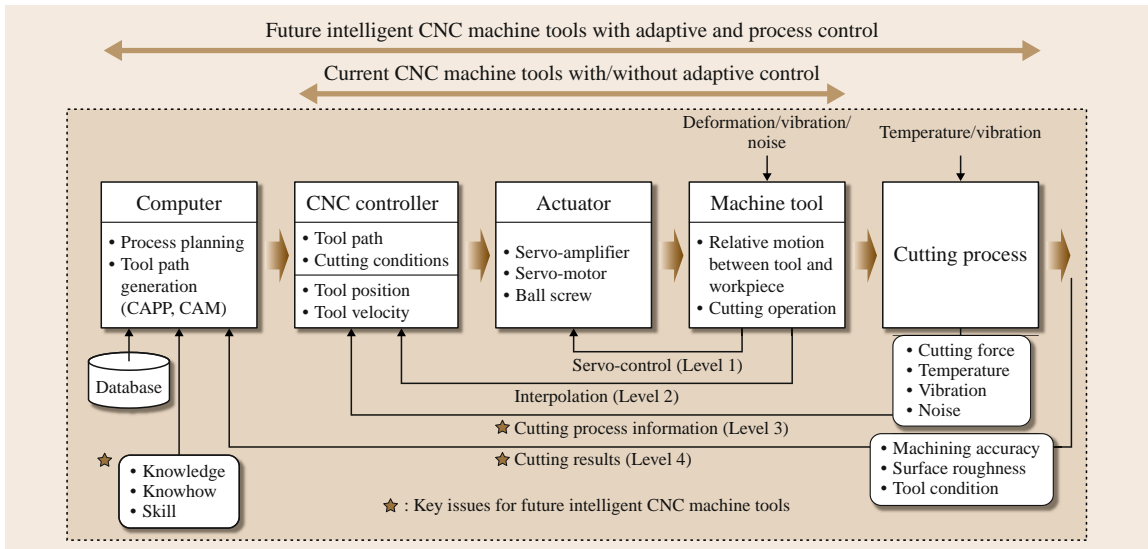 Future intelligent CNC machine tools with adaptive and process control
Current CNC machine tools with/without adaptive control
Deformation/vibration/
noise
Temperature/vibration
Computer
• Process planning
• Tool path
generation
(CAPP, CAM)
CNC controller
• Tool path
• Cutting conditions
• Tool position
• Tool velocity
Actuator
• Servo-amplifier
• Servo-motor
• Ball screw
Machine tool
• Relative motion
between tool and
workpiece
• Cutting operation
Cutting process
Servo-control (Level 1)
Database
Interpolation (Level 2)
• Cutting force
• Temperature
• Vibration
• Noise
Cutting process information (Level 3)
Cutting results (Level 4)
• Machining accuracy
• Surface roughness
• Tool condition
• Knowledge
• Knowhow
• Skill
: Key issues for future intelligent CNC machine tools